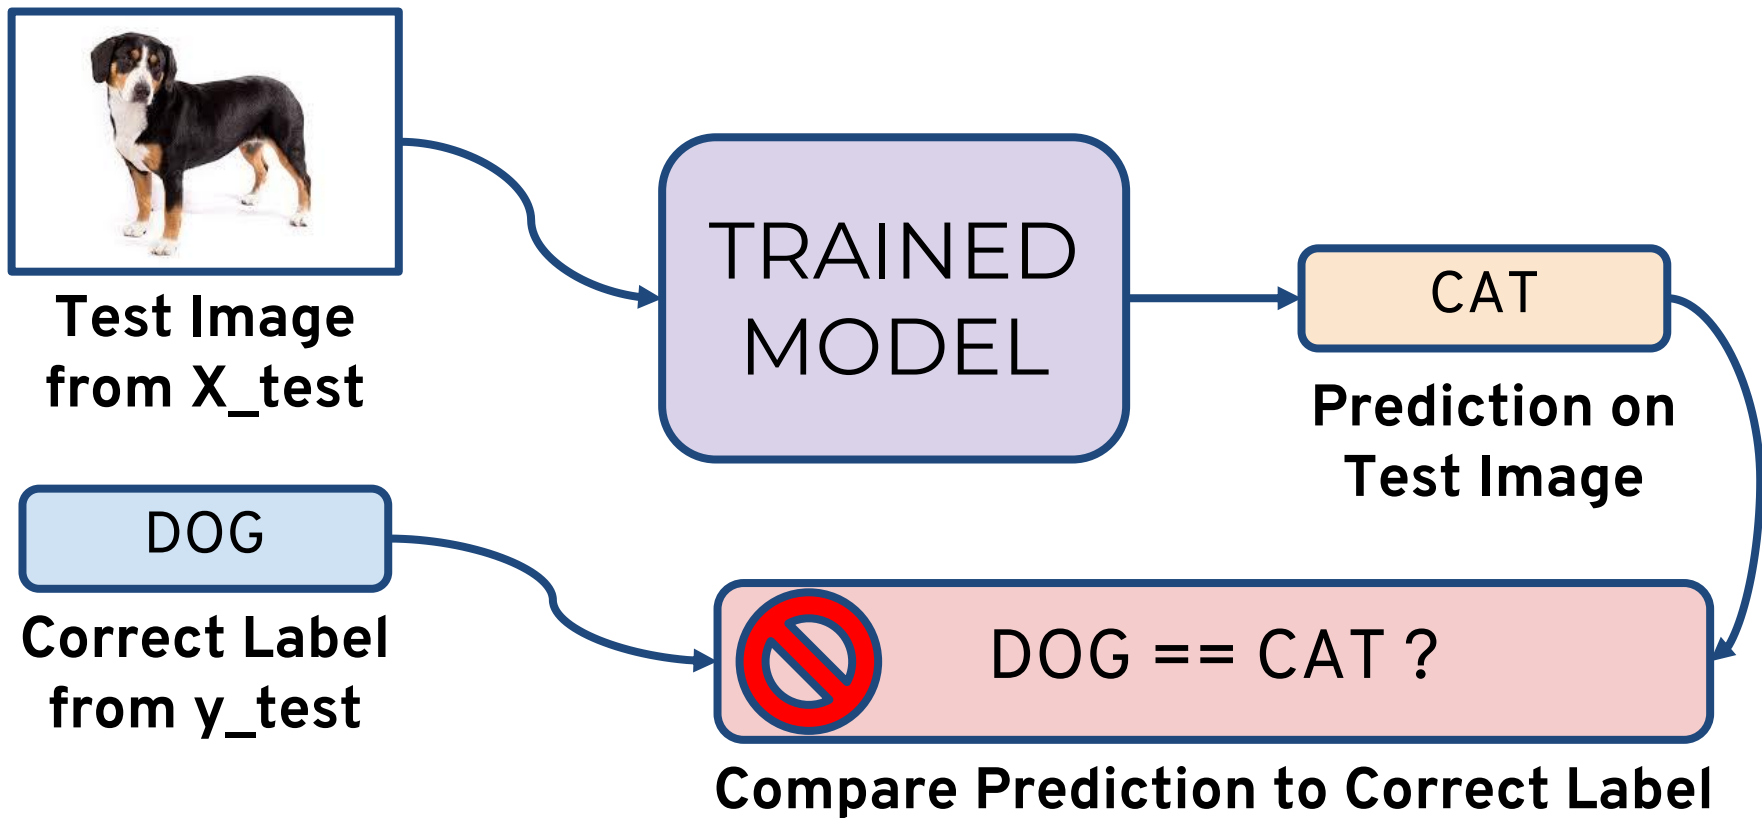 Test Image
from X_test
TRAINED
MODEL
CAT
Prediction on
Test Image
DOG
Correct Label
from y_test
DOG == CAT ?
Compare Prediction to Correct Label